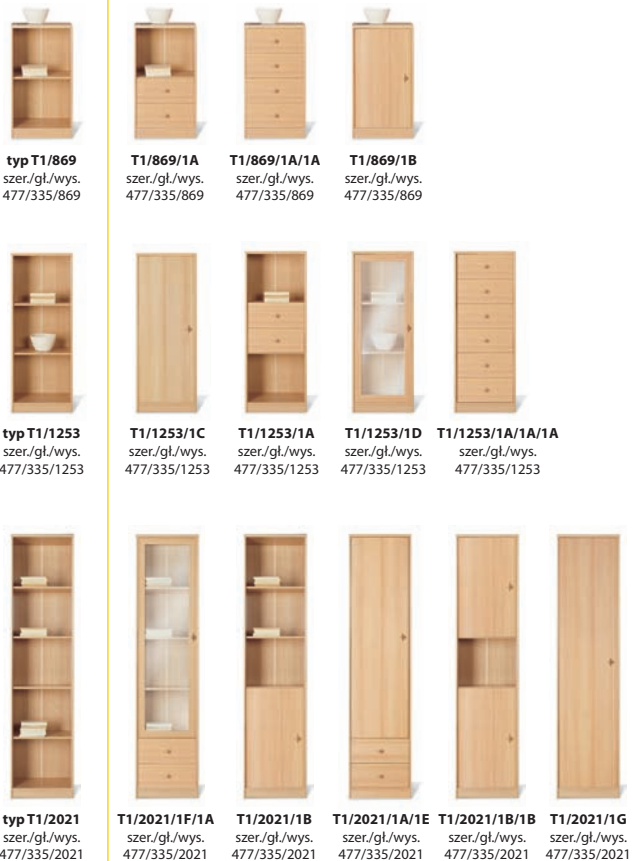 typ T1/869
szer./gł./wys.
477/335/869
T1/869/1A
szer./gł./wys.
477/335/869
T1/869/1A/1A
szer./gł./wys.
477/335/869
T1/869/1B
szer./gł./wys.
477/335/869
typ T1/1253
szer./gł./wys.
477/335/1253
T1/1253/1C
szer./gł./wys.
477/335/1253
T1/1253/1A
szer./gł./wys.
477/335/1253
T1/1253/1D
szer./gł./wys.
477/335/1253
T1/1253/1A/1A/1A
szer./gł./wys.
477/335/1253
typ T1/2021
szer./gł./wys.
477/335/2021
T1/2021/1F/1A
szer./gł./wys.
477/335/2021
T1/2021/1B
szer./gł./wys.
477/335/2021
T1/2021/1A/1E
szer./gł./wys.
477/335/2021
T1/2021/1B/1B
szer./gł./wys.
477/335/2021
T1/2021/1G
szer./gł./wys.
477/335/2021